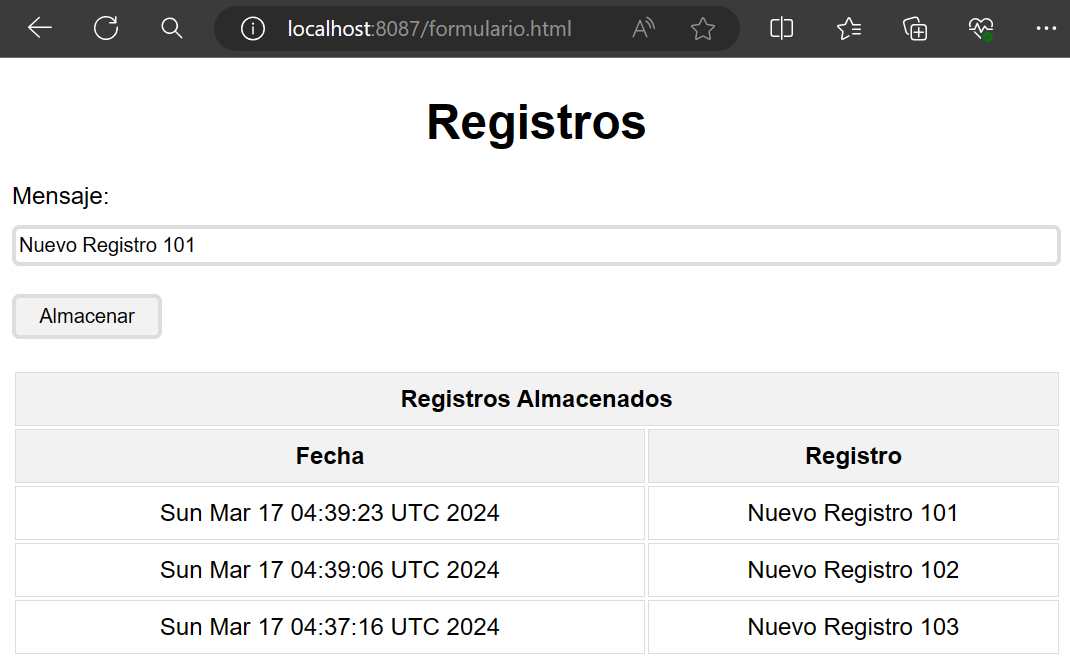 localhost:8087/formulario.html
Registros
Mensaje:
Nuevo Registro 101
Almacenar
Registros Almacenados
Fecha Registro
Sun Mar 17 04:39:23 UTC 2024 Nuevo Registro 101
Sun Mar 17 04:39:06 UTC 2024 Nuevo Registro 102
Sun Mar 17 04:37:16 UTC 2024 Nuevo Registro 103